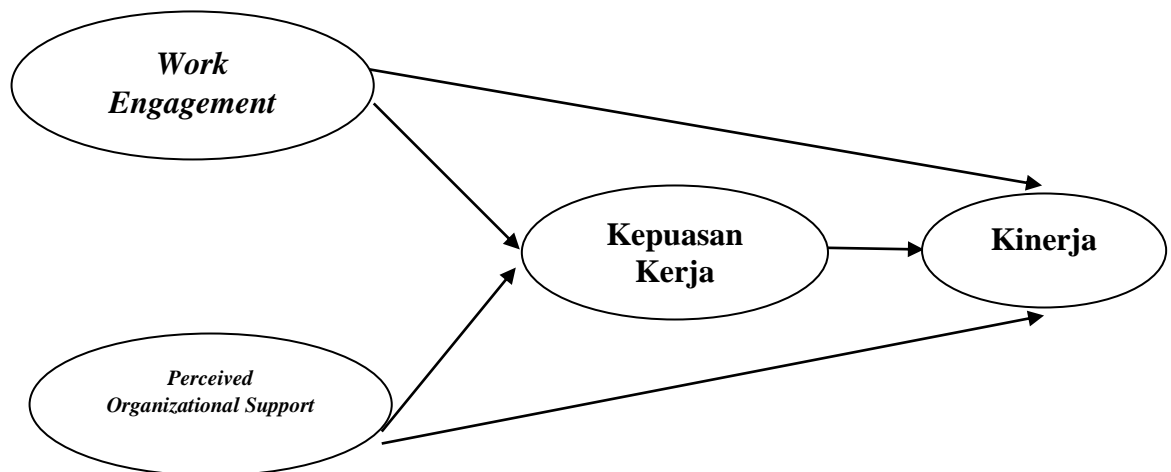 Work
Engagement
Kepuasan
Kerja
Kinerja
Perceived
Organizational Support